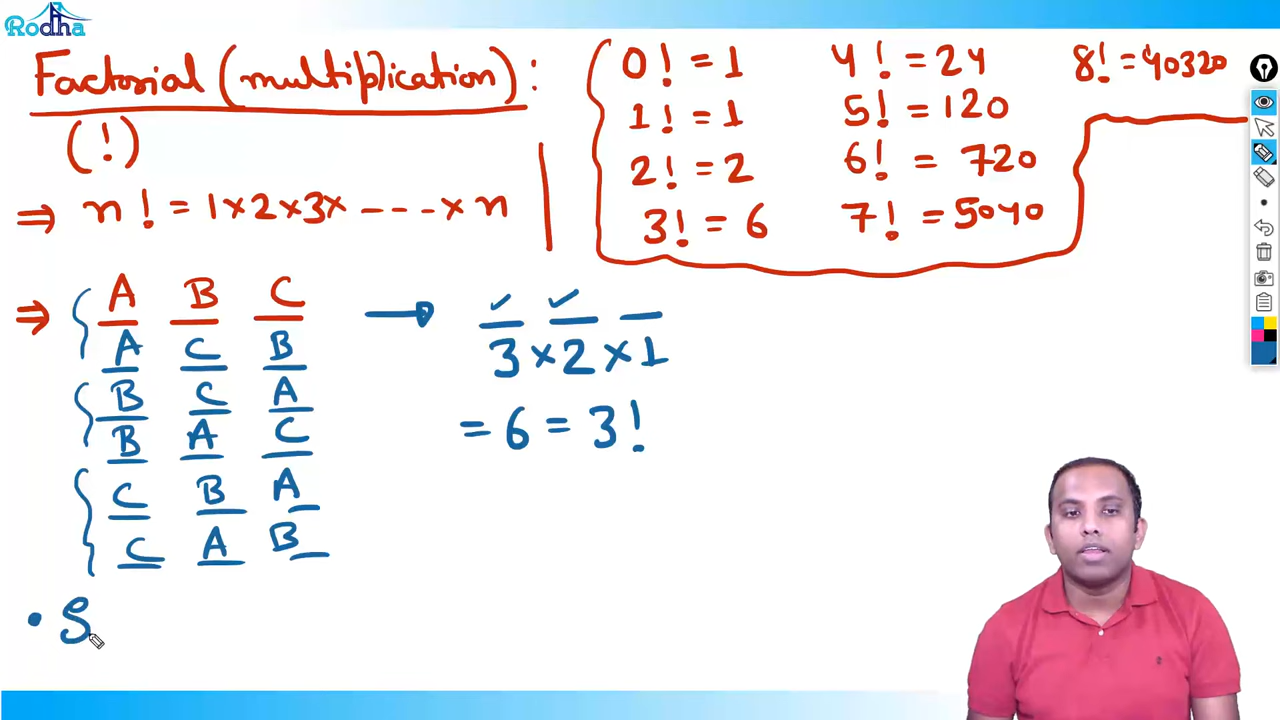 Rodha
Factorial (multiplication) :
(!)
⇒ n! = 1×2×3× ----× n
0! = 1
1! = 1
2! = 2
3! = 6
4! = 24
5! = 120
6! = 720
7! = 5040
8! = 40320
⇒ A B C
A C B
B C A
B A C
C B A
C A B
→ ✓ ✓
3×2×1
= 6 = 3!
• S